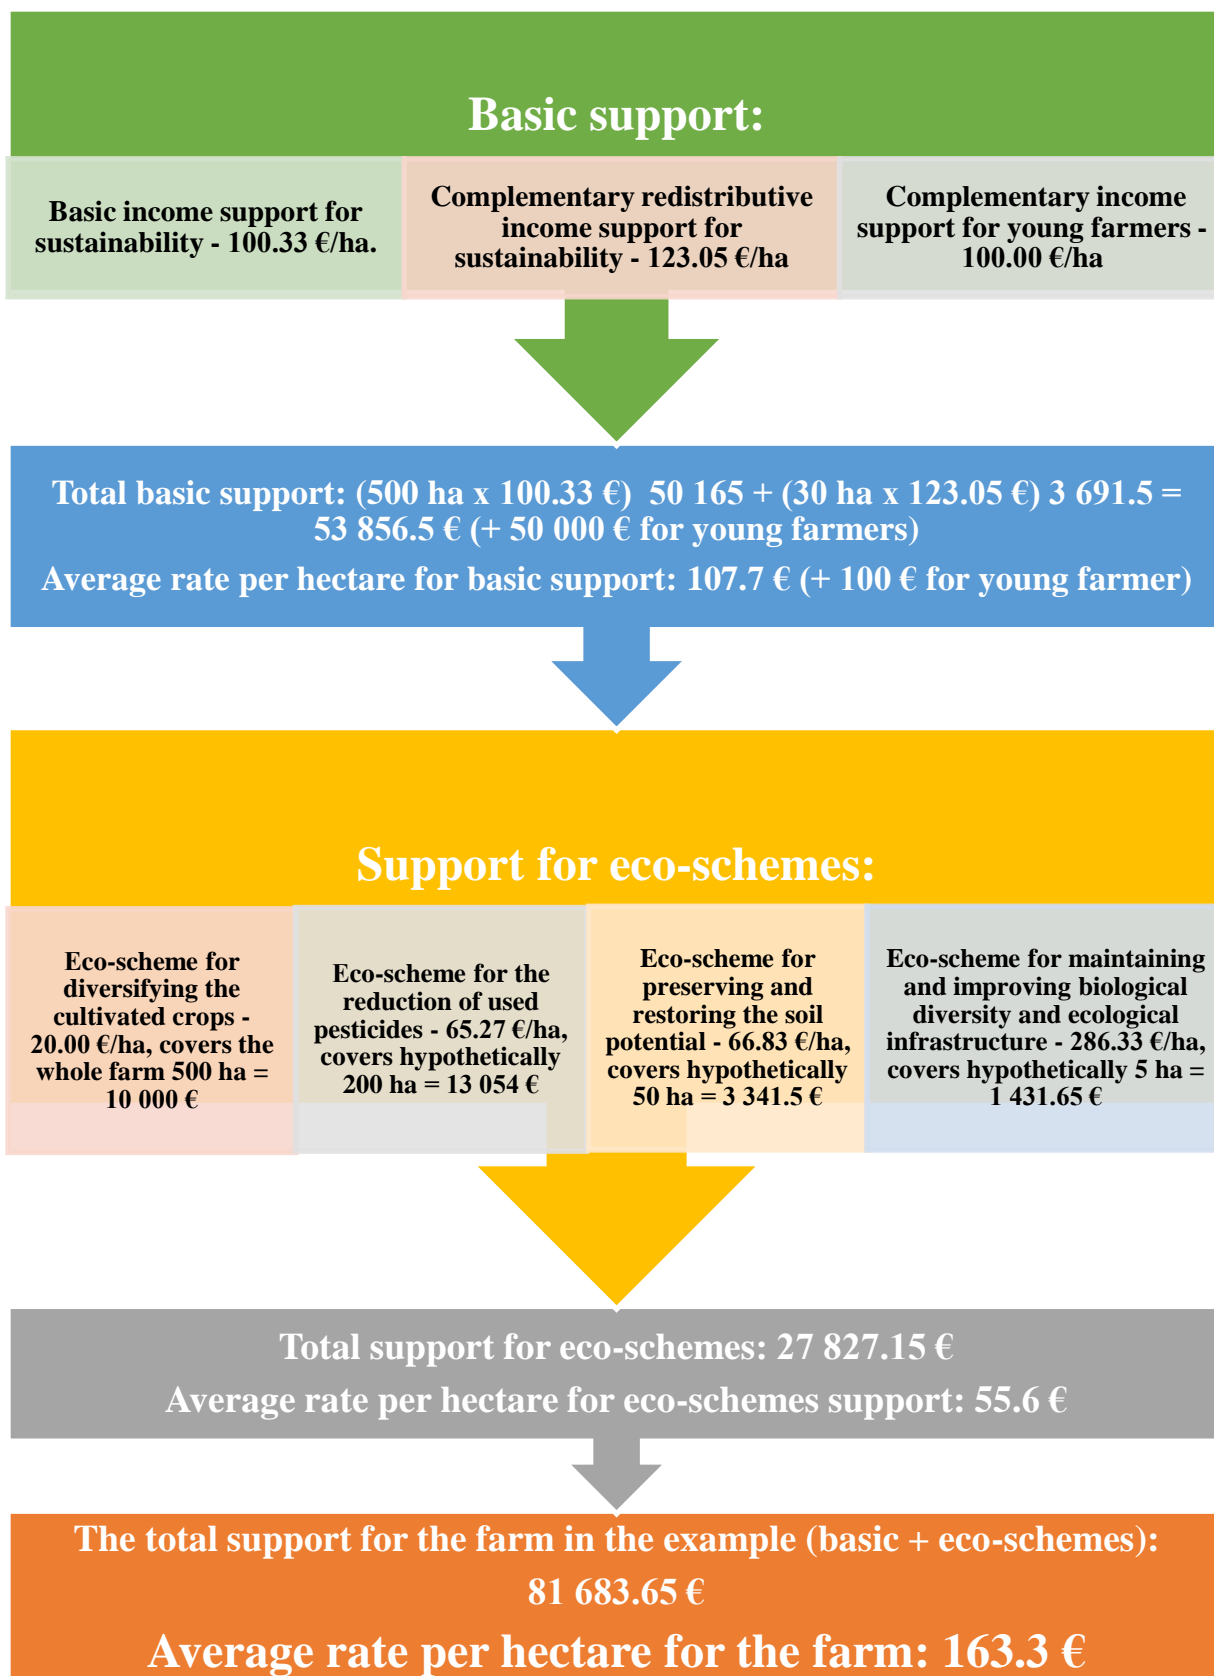 Basic support:
Basic income support for
sustainability - 100.33 €/ha.
Complementary redistributive
income support for
sustainability - 123.05 €/ha
Complementary income
support for young farmers -
100.00 €/ha
Total basic support: (500 ha x 100.33 €)  50 165 + (30 ha x 123.05 €) 3 691.5 =
53 856.5 € (+ 50 000 € for young farmers)
Average rate per hectare for basic support: 107.7 € (+ 100 € for young farmer)
Support for eco-schemes:
Eco-scheme for
diversifying the
cultivated crops -
20.00 €/ha, covers the
whole farm 500 ha =
10 000 €
Eco-scheme for the
reduction of used
pesticides - 65.27 €/ha,
covers hypothetically
200 ha = 13 054 €
Eco-scheme for
preserving and
restoring the soil
potential - 66.83 €/ha,
covers hypothetically
50 ha = 3 341.5 €
Eco-scheme for maintaining
and improving biological
diversity and ecological
infrastructure - 286.33 €/ha,
covers hypothetically 5 ha =
1 431.65 €
Total support for eco-schemes: 27 827.15 €
Average rate per hectare for eco-schemes support: 55.6 €
The total support for the farm in the example (basic + eco-schemes):
81 683.65 €
Average rate per hectare for the farm: 163.3 €